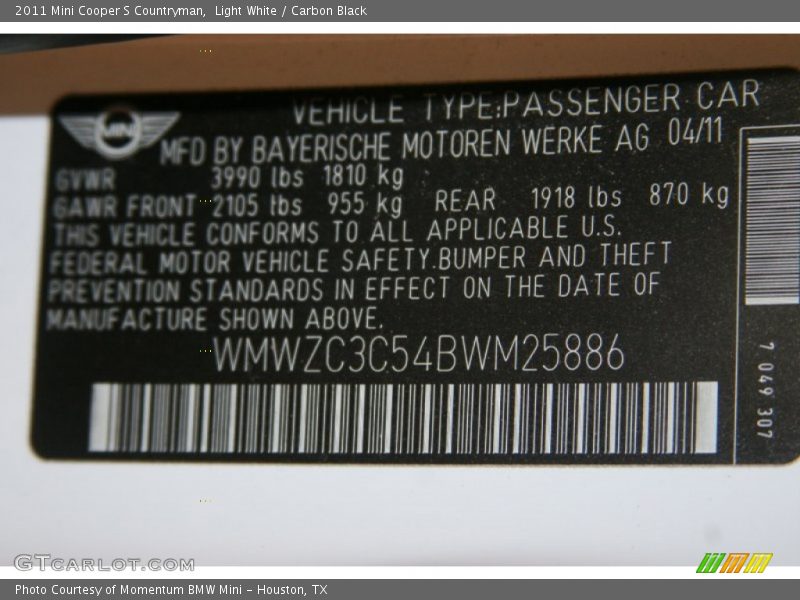 2011 Mini Cooper S Countryman,  Light White / Carbon Black
VEHICLE TYPE:PASSENGER CAR
MINI
MFD BY BAYERISCHE MOTOREN WERKE AG 04/11
GVWR 3990 lbs 1810 kg
GAWR FRONT 2105 lbs 955 kg REAR 1918 lbs 870 kg
THIS VEHICLE CONFORMS TO ALL APPLICABLE U.S.
FEDERAL MOTOR VEHICLE SAFETY.BUMPER AND THEFT
PREVENTION STANDARDS IN EFFECT ON THE DATE OF
MANUFACTURE SHOWN ABOVE.
WMWZC3C54BWM25886
7 049 307
GTCARLOT.COM
Photo Courtesy of Momentum BMW Mini – Houston, TX